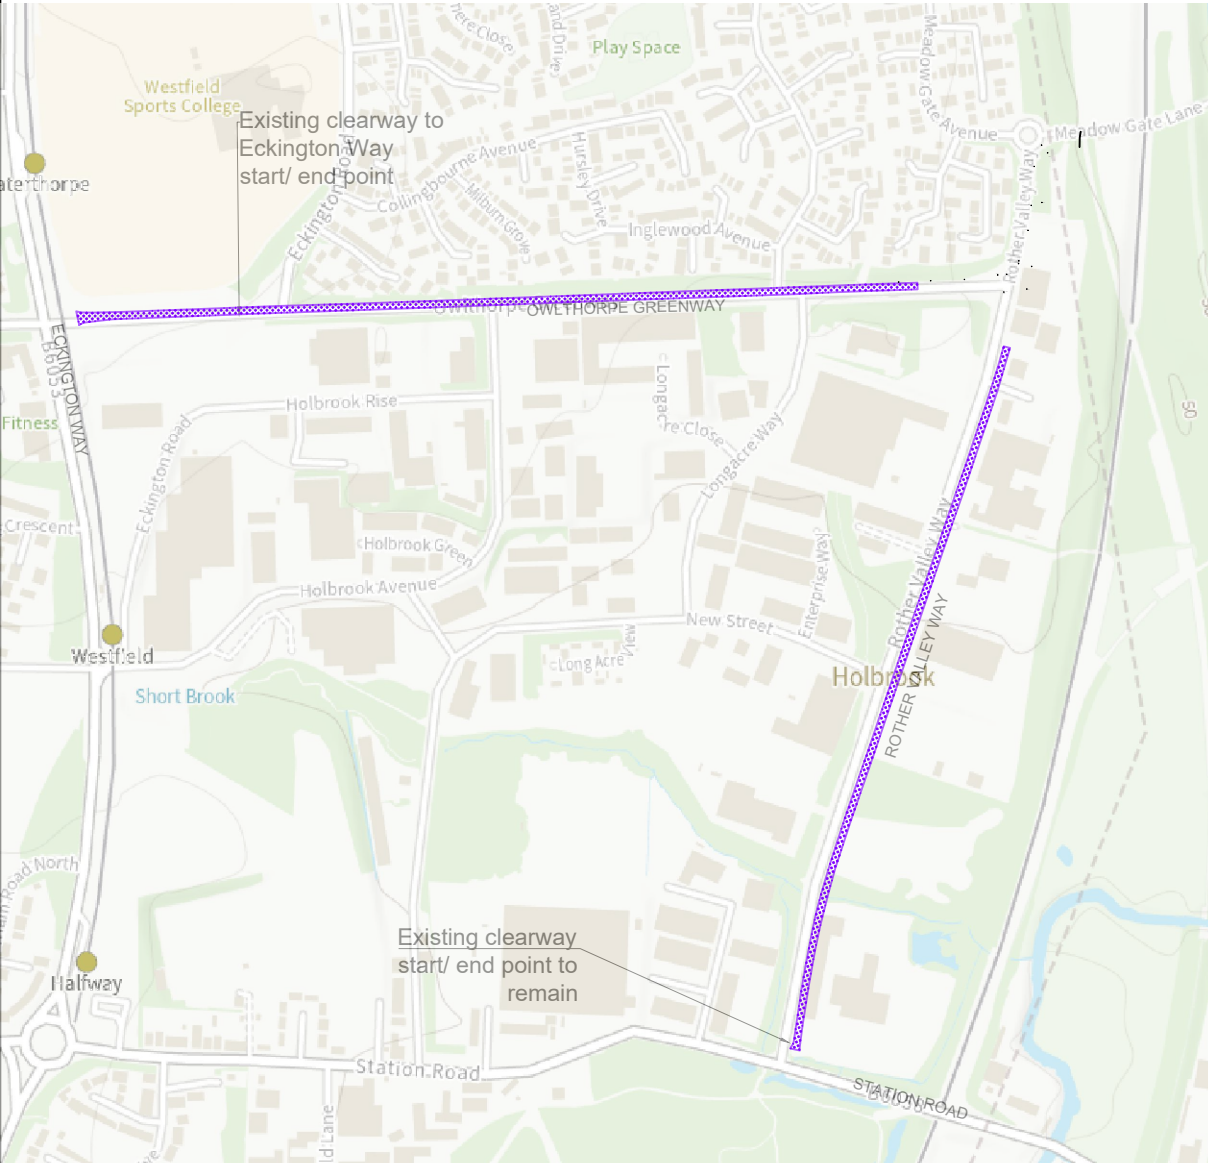 Play Space
Meadow Gate Avenue
Meadow Gate Lane
Westfield
Sports College
Existing clearway to
Eckington Way
start/ end point
Eckington Road
Collingbourne Avenue
Hursley Drive
Milburn Grove
Inglewood Avenue
Rother Valley Way
OWLTHORPE GREENWAY
ECKINGTON WAY
B6053
Fitness
Crescent
Holbrook Rise
Eckington Road
Longacre Close
Longacre Way
50
Holbrook Green
Holbrook Avenue
Enterprise Way
Rother Valley Way
ROTHER VALLEY WAY
New Street
Westfield
Long Acre View
Holbrook
Short Brook
Road North
Existing clearway
start/ end point to
remain
Halfway
Station Road
STATION ROAD